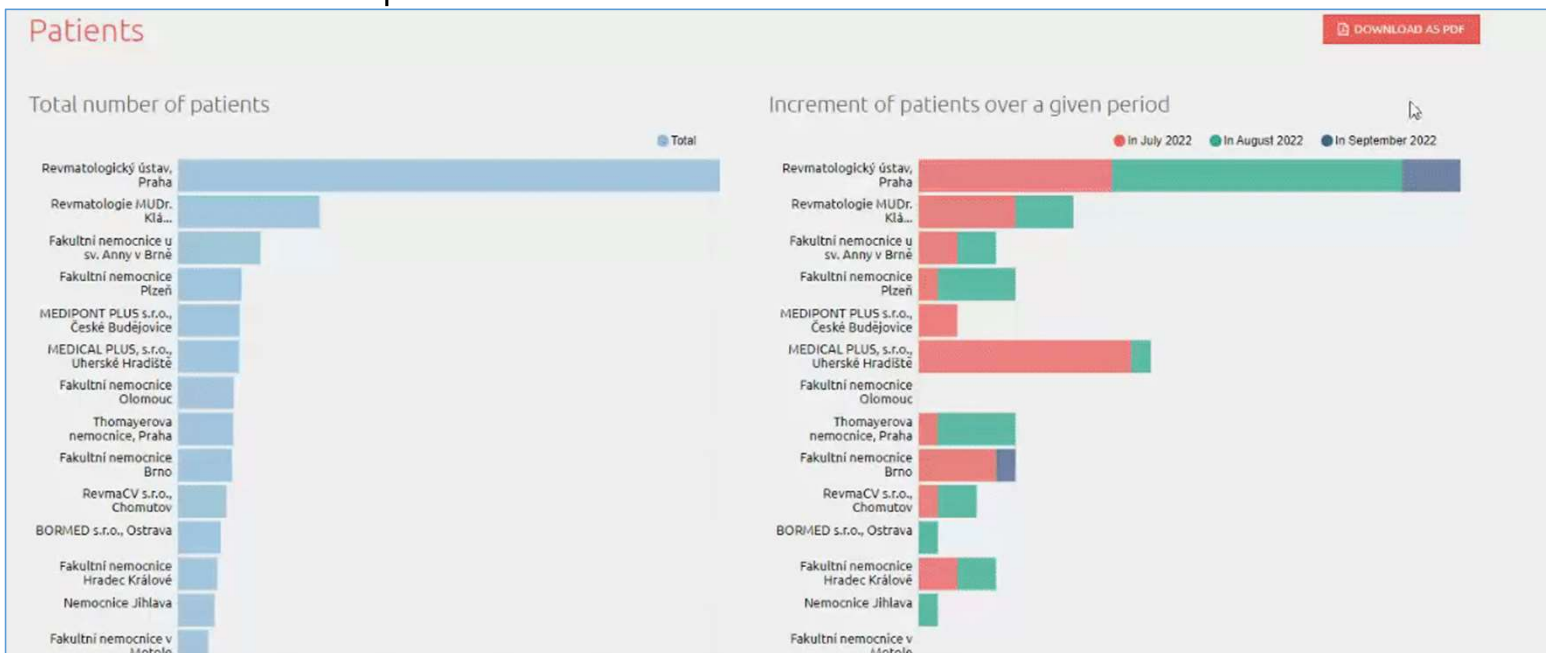 Patients
DOWNLOAD AS PDF
Total number of patients
Total
Revmatologický ústav,
Praha
Revmatologie MUDr.
Klá...
Fakultní nemocnice u
sv. Anny v Brně
Fakultní nemocnice
Plzeň
MEDIPONT PLUS s.r.o.,
České Budějovice
MEDICAL PLUS, s.r.o.,
Uherské Hradiště
Fakultní nemocnice
Olomouc
Thomayerova
nemocnice, Praha
Fakultní nemocnice
Brno
RevmaCV s.r.o.,
Chomutov
BORMED s.r.o., Ostrava
Fakultní nemocnice
Hradec Králové
Nemocnice Jihlava
Fakultní nemocnice v
Motole
Increment of patients over a given period
In July 2022 In August 2022 In September 2022
Revmatologický ústav,
Praha
Revmatologie MUDr.
Klá...
Fakultní nemocnice u
sv. Anny v Brně
Fakultní nemocnice
Plzeň
MEDIPONT PLUS s.r.o.,
České Budějovice
MEDICAL PLUS, s.r.o.,
Uherské Hradiště
Fakultní nemocnice
Olomouc
Thomayerova
nemocnice, Praha
Fakultní nemocnice
Brno
RevmaCV s.r.o.,
Chomutov
BORMED s.r.o., Ostrava
Fakultní nemocnice
Hradec Králové
Nemocnice Jihlava
Fakultní nemocnice v
Motole